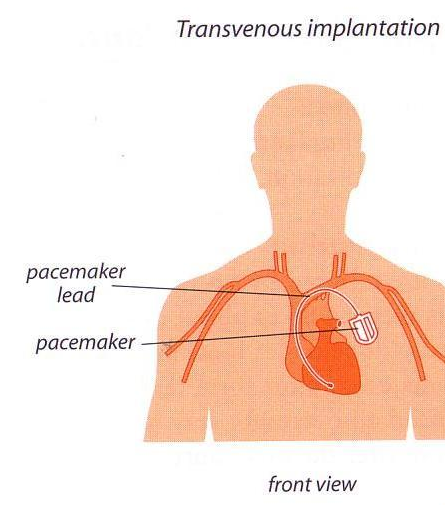 Transvenous implantation
pacemaker
lead
pacemaker
front view